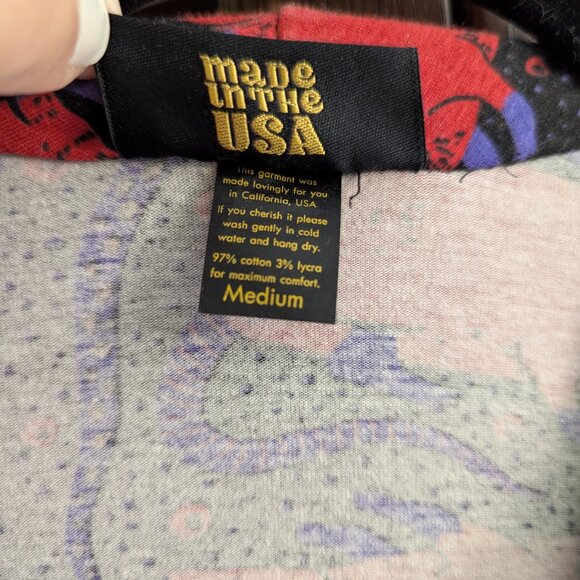 made
in THE
USA
This garment was
made lovingly for you
in California, USA.
If you cherish it please
wash gently in cold
water and hang dry.
97% cotton 3% lycra
for maximum comfort.
Medium